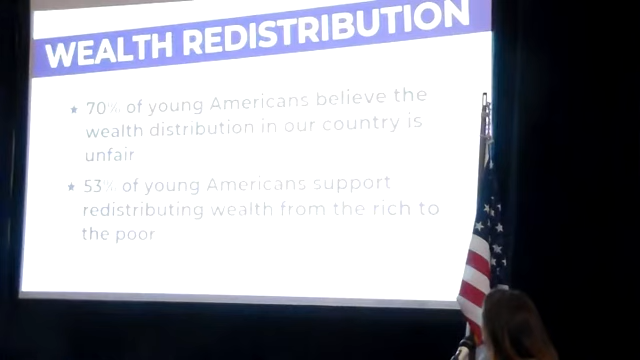 WEALTH REDISTRIBUTION
70% of young Americans believe the
wealth distribution in our country is
unfair
53% of young Americans support
redistributing wealth from the rich to
the poor